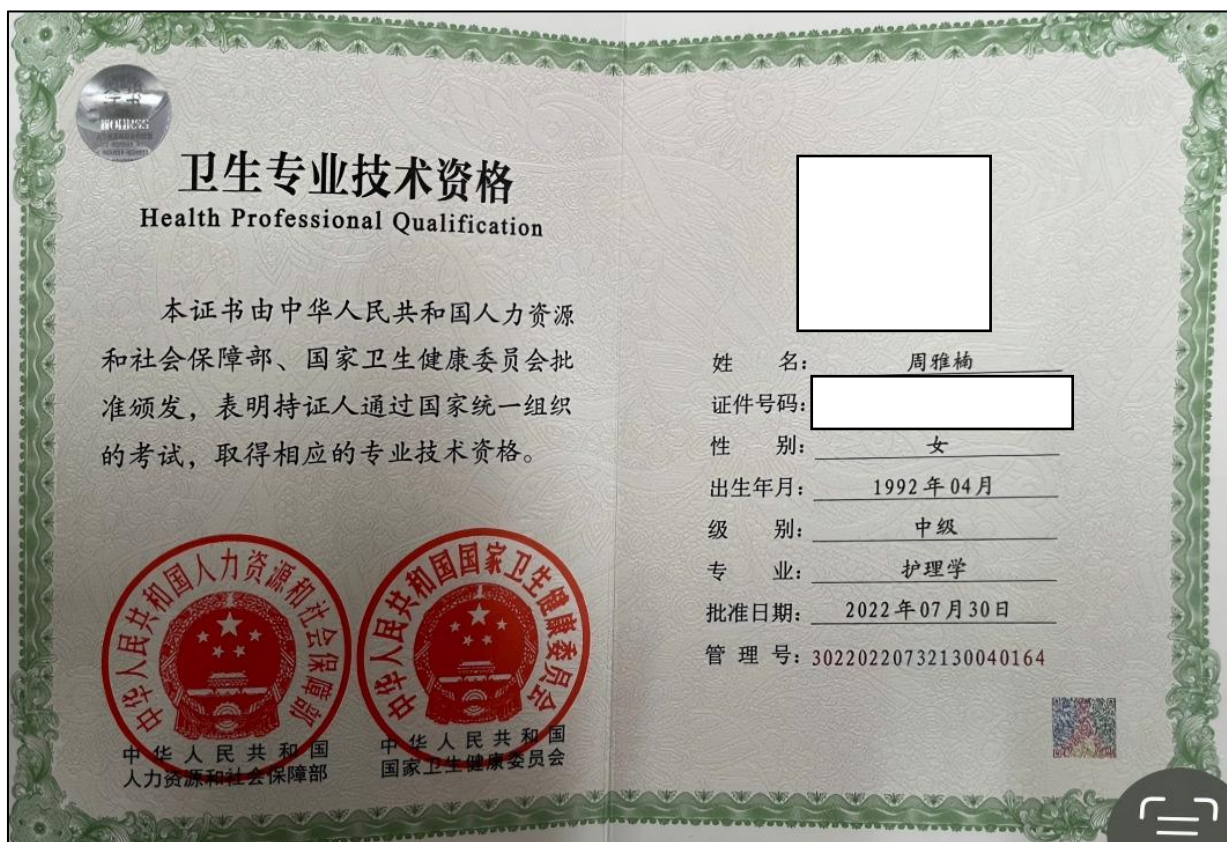 卫生专业技术资格
Health Professional Qualification
本证书由中华人民共和国人力资源
和社会保障部、国家卫生健康委员会批
准颁发，表明持证人通过国家统一组织
的考试，取得相应的专业技术资格。
中华人民共和国人力资源和社会保障部
中华人民共和国国家卫生健康委员会
中华人民共和国
人力资源和社会保障部
中华人民共和国
国家卫生健康委员会
姓 名： 周雅楠
证件号码：
性 别： 女
出生年月： 1992年04月
级 别： 中级
专 业： 护理学
批准日期： 2022年07月30日
管 理 号： 30220220732130040164